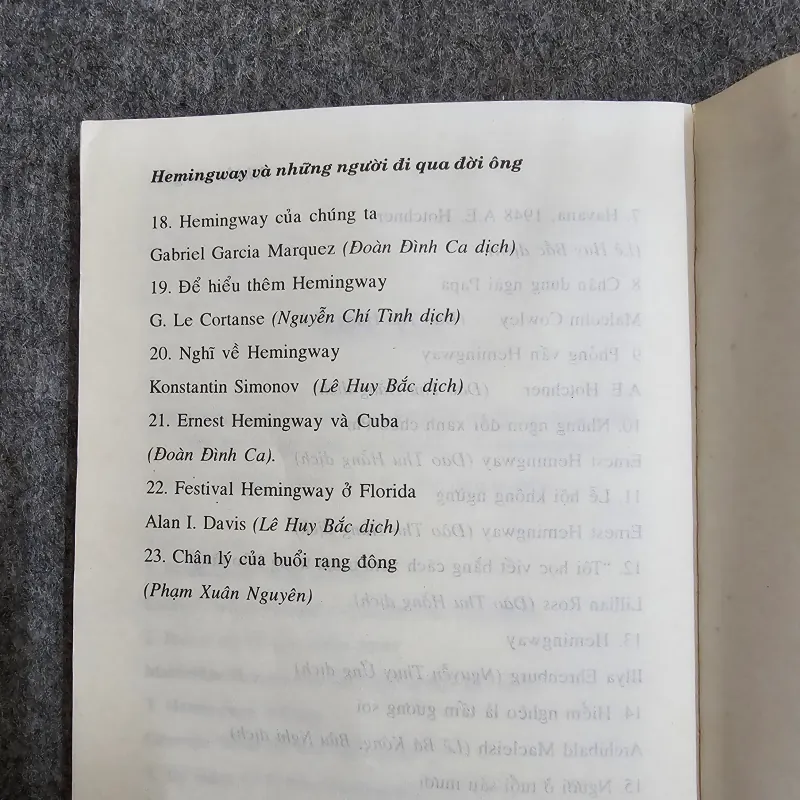 Hemingway và những người đi qua đời ông
18. Hemingway của chúng ta
Gabriel Garcia Marquez (Đoàn Đình Ca dịch)
19. Để hiểu thêm Hemingway
G. Le Cortanse (Nguyễn Chí Tình dịch)
20. Nghĩ về Hemingway
Konstantin Simonov (Lê Huy Bắc dịch)
21. Ernest Hemingway và Cuba
(Đoàn Đình Ca).
22. Festival Hemingway ở Florida
Alan I. Davis (Lê Huy Bắc dịch)
23. Chân lý của buổi rạng đông
(Phạm Xuân Nguyên)